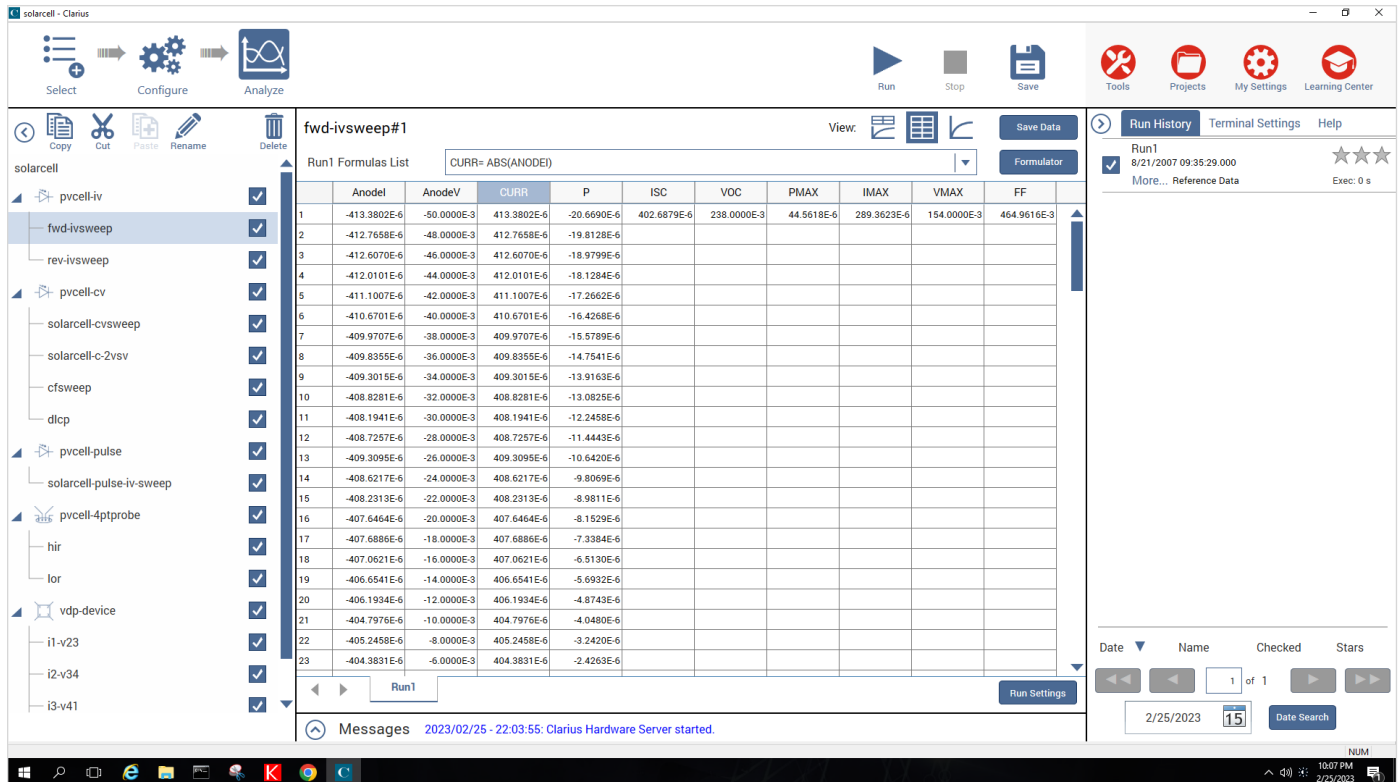 solarcell - Clarius
Select
Configure
Analyze
Run
Stop
Save
Tools
Projects
My Settings
Learning Center
Copy
Cut
Paste
Rename
Delete
solarcell
pvcell-iv
fwd-ivsweep
rev-ivsweep
pvcell-cv
solarcell-cvsweep
solarcell-c-2vsv
cfsweep
dlcp
pvcell-pulse
solarcell-pulse-iv-sweep
pvcell-4ptprobe
hir
lor
vdp-device
i1-v23
i2-v34
i3-v41
fwd-ivsweep#1
View:
Save Data
Run1 Formulas List
CURR= ABS(ANODEI)
Formulator
AnodeI AnodeV CURR P ISC VOC PMAX IMAX VMAX FF
1 -413.3802E-6 -50.0000E-3 413.3802E-6 -20.6690E-6 402.6879E-6 238.0000E-3 44.5618E-6 289.3623E-6 154.0000E-3 464.9616E-3
2 -412.7658E-6 -48.0000E-3 412.7658E-6 -19.8128E-6
3 -412.6070E-6 -46.0000E-3 412.6070E-6 -18.9799E-6
4 -412.0101E-6 -44.0000E-3 412.0101E-6 -18.1284E-6
5 -411.1007E-6 -42.0000E-3 411.1007E-6 -17.2662E-6
6 -410.6701E-6 -40.0000E-3 410.6701E-6 -16.4268E-6
7 -409.9707E-6 -38.0000E-3 409.9707E-6 -15.5789E-6
8 -409.8355E-6 -36.0000E-3 409.8355E-6 -14.7541E-6
9 -409.3015E-6 -34.0000E-3 409.3015E-6 -13.9163E-6
10 -408.8281E-6 -32.0000E-3 408.8281E-6 -13.0825E-6
11 -408.1941E-6 -30.0000E-3 408.1941E-6 -12.2458E-6
12 -408.7257E-6 -28.0000E-3 408.7257E-6 -11.4443E-6
13 -409.3095E-6 -26.0000E-3 409.3095E-6 -10.6420E-6
14 -408.6217E-6 -24.0000E-3 408.6217E-6 -9.8069E-6
15 -408.2313E-6 -22.0000E-3 408.2313E-6 -8.9811E-6
16 -407.6464E-6 -20.0000E-3 407.6464E-6 -8.1529E-6
17 -407.6886E-6 -18.0000E-3 407.6886E-6 -7.3384E-6
18 -407.0621E-6 -16.0000E-3 407.0621E-6 -6.5130E-6
19 -406.6541E-6 -14.0000E-3 406.6541E-6 -5.6932E-6
20 -406.1934E-6 -12.0000E-3 406.1934E-6 -4.8743E-6
21 -404.7976E-6 -10.0000E-3 404.7976E-6 -4.0480E-6
22 -405.2458E-6 -8.0000E-3 405.2458E-6 -3.2420E-6
23 -404.3831E-6 -6.0000E-3 404.3831E-6 -2.4263E-6
Run1
Run Settings
Messages 2023/02/25 - 22:03:55: Clarius Hardware Server started.
Run History
Terminal Settings
Help
Run1
8/21/2007 09:35:29.000
More... Reference Data
Exec: 0 s
Date Name Checked Stars
1 of 1
2/25/2023
15
Date Search
NUM
10:07 PM
2/25/2023